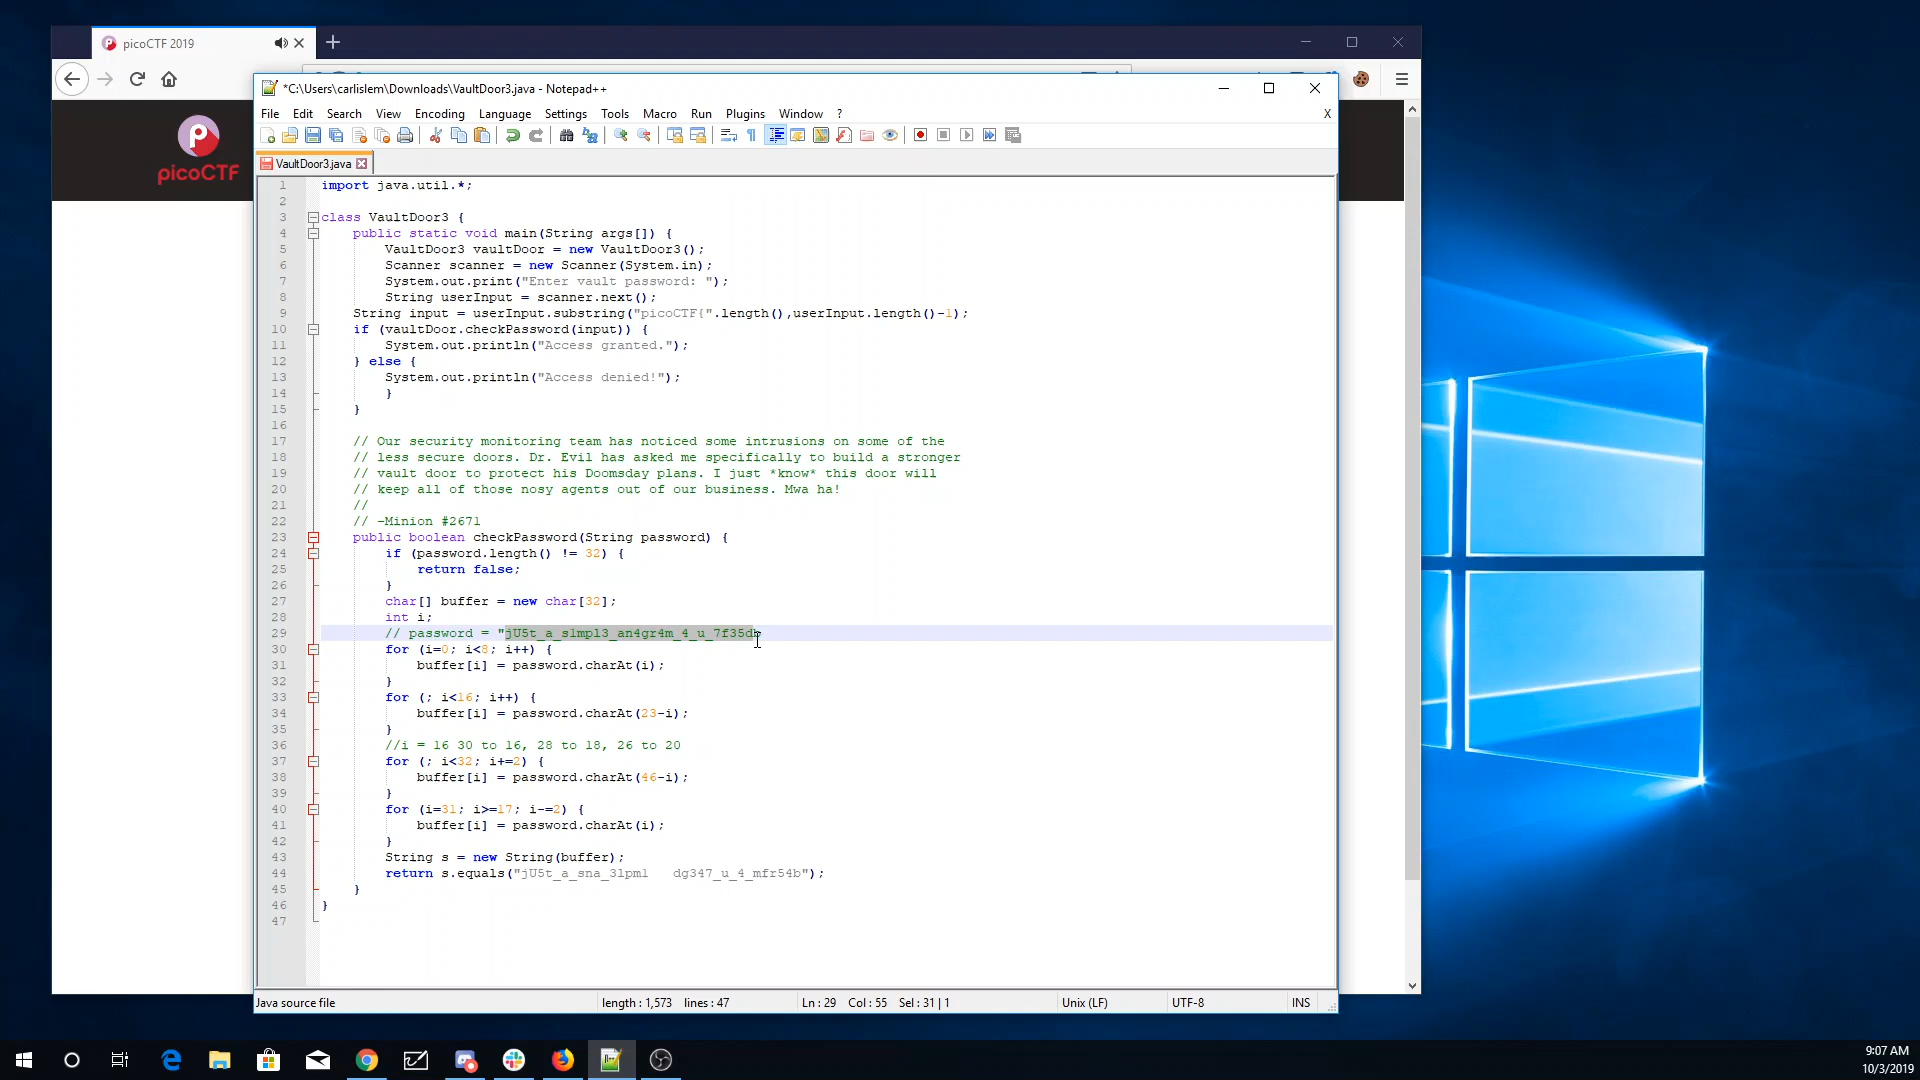 picoCTF 2019
*C:\Users\carlislem\Downloads\VaultDoor3.java - Notepad++
File Edit Search View Encoding Language Settings Tools Macro Run Plugins Window ? X
picoCTF
VaultDoor3.java
1 import java.util.*;
2
3 class VaultDoor3 {
4 public static void main(String args[]) {
5 VaultDoor3 vaultDoor = new VaultDoor3();
6 Scanner scanner = new Scanner(System.in);
7 System.out.print("Enter vault password: ");
8 String userInput = scanner.next();
9 String input = userInput.substring("picoCTF{".length(),userInput.length()-1);
10 if (vaultDoor.checkPassword(input)) {
11 System.out.println("Access granted.");
12 } else {
13 System.out.println("Access denied!");
14 }
15 }
16
17 // Our security monitoring team has noticed some intrusions on some of the
18 // less secure doors. Dr. Evil has asked me specifically to build a stronger
19 // vault door to protect his Doomsday plans. I just *know* this door will
20 // keep all of those nosy agents out of our business. Mwa ha!
21 //
22 // -Minion #2671
23 public boolean checkPassword(String password) {
24 if (password.length() != 32) {
25 return false;
26 }
27 char[] buffer = new char[32];
28 int i;
29 // password = "jU5t_a_s1mpl3_an4gr4m_4_u_7f35db
30 for (i=0; i<8; i++) {
31 buffer[i] = password.charAt(i);
32 }
33 for (; i<16; i++) {
34 buffer[i] = password.charAt(23-i);
35 }
36 //i = 16 30 to 16, 28 to 18, 26 to 20
37 for (; i<32; i+=2) {
38 buffer[i] = password.charAt(46-i);
39 }
40 for (i=31; i>=17; i-=2) {
41 buffer[i] = password.charAt(i);
42 }
43 String s = new String(buffer);
44 return s.equals("jU5t_a_sna_3lpm1   dg347_u_4_mfr54b");
45 }
46 }
47
Java source file length : 1,573 lines : 47 Ln : 29 Col : 55 Sel : 31 | 1 Unix (LF) UTF-8 INS
9:07 AM
10/3/2019